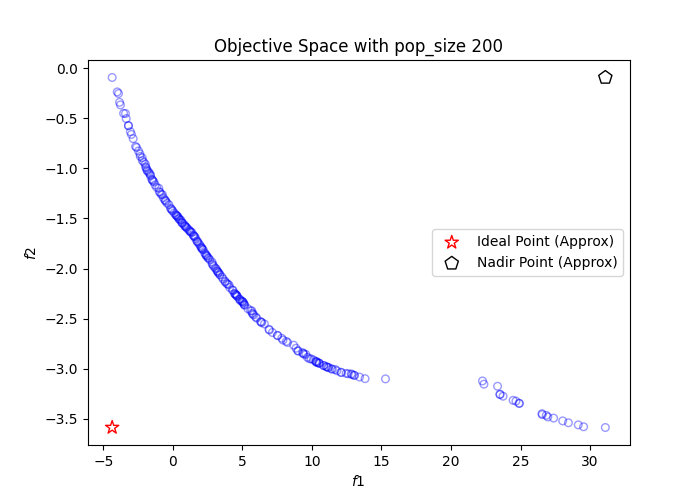 Objective Space with pop_size 200
0.0
−0.5
−1.0
−1.5
−2.0
−2.5
−3.0
−3.5
f2
Ideal Point (Approx)
Nadir Point (Approx)
−5 0 5 10 15 20 25 30
f1